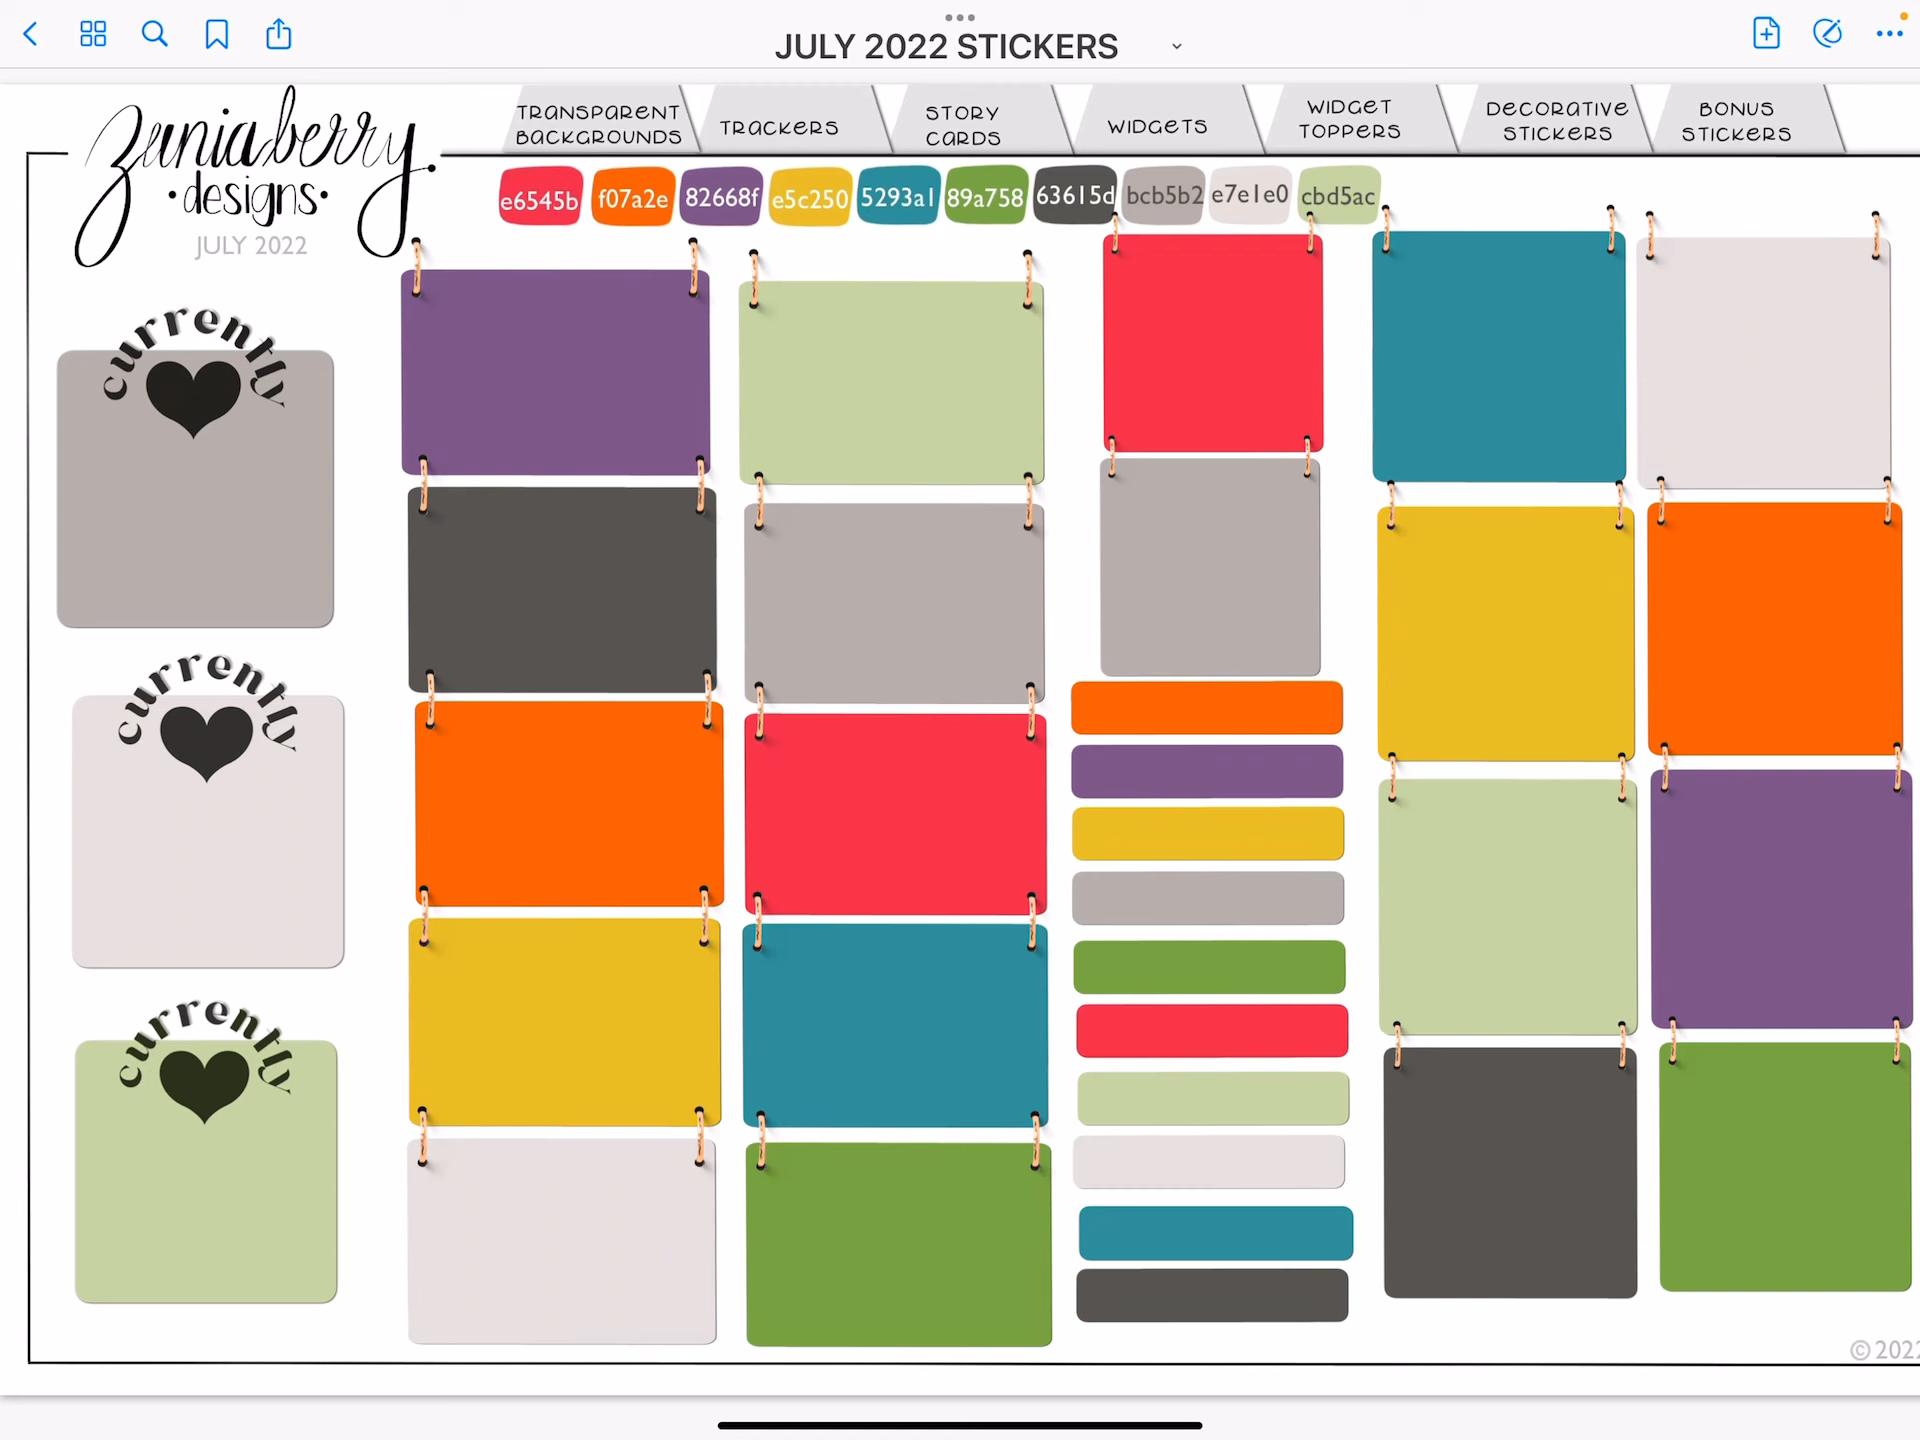 JULY 2022 STICKERS
zuniaberry
•designs•
JULY 2022
TRANSPARENT
BACKGROUNDS
TRACKERS
STORY
CARDS
WIDGETS
WIDGET
TOPPERS
DECORATIVE
STICKERS
BONUS
STICKERS
e6545b f07a2e 82668f e5c250 5293a1 89a758 63615d bcb5b2 e7e1e0 cbd5ac
currently
currently
currently
© 2022